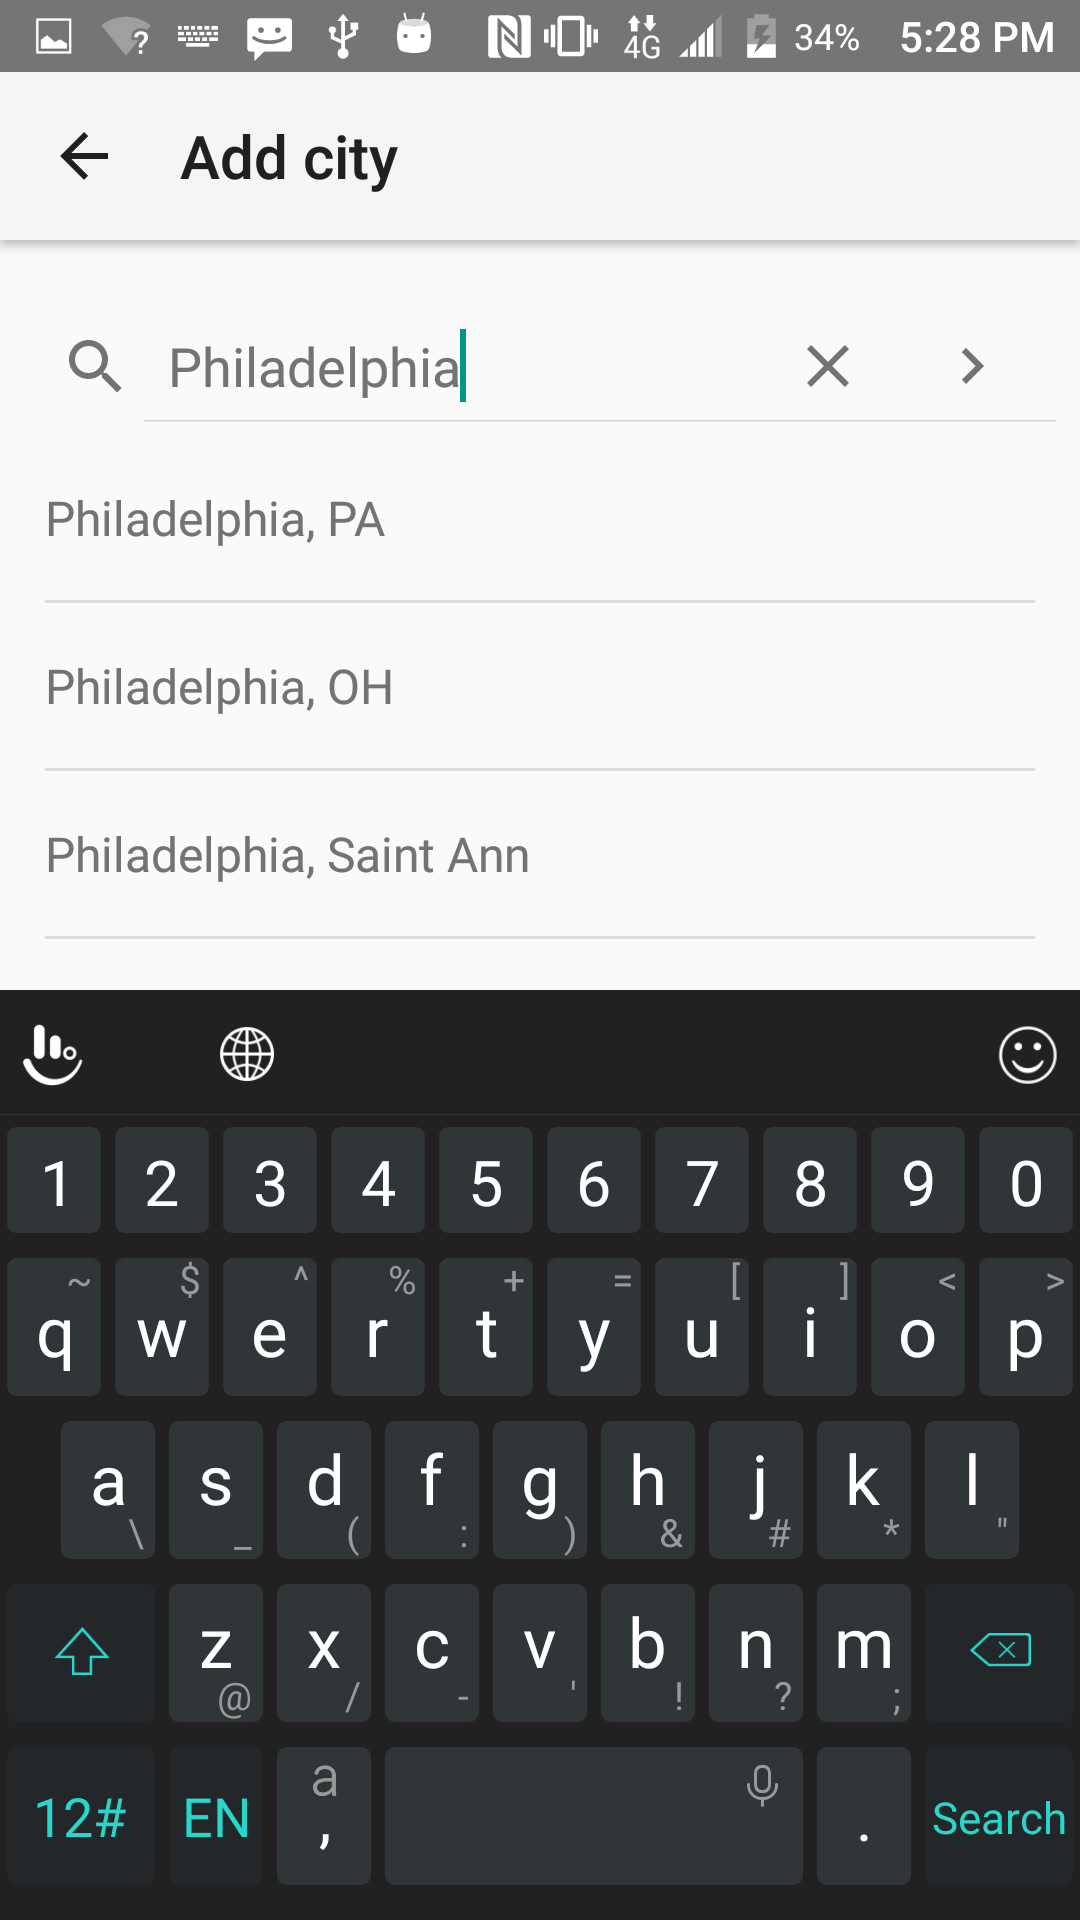 4G 34% 5:28 PM
Add city
Philadelphia
Philadelphia, PA
Philadelphia, OH
Philadelphia, Saint Ann
1 2 3 4 5 6 7 8 9 0
~ $ ^ % + = [ ] < >
q w e r t y u i o p
a s d f g h j k l
\ _ ( : ) & # * "
z x c v b n m
@ / - ' ! ? ;
12# EN a , . Search